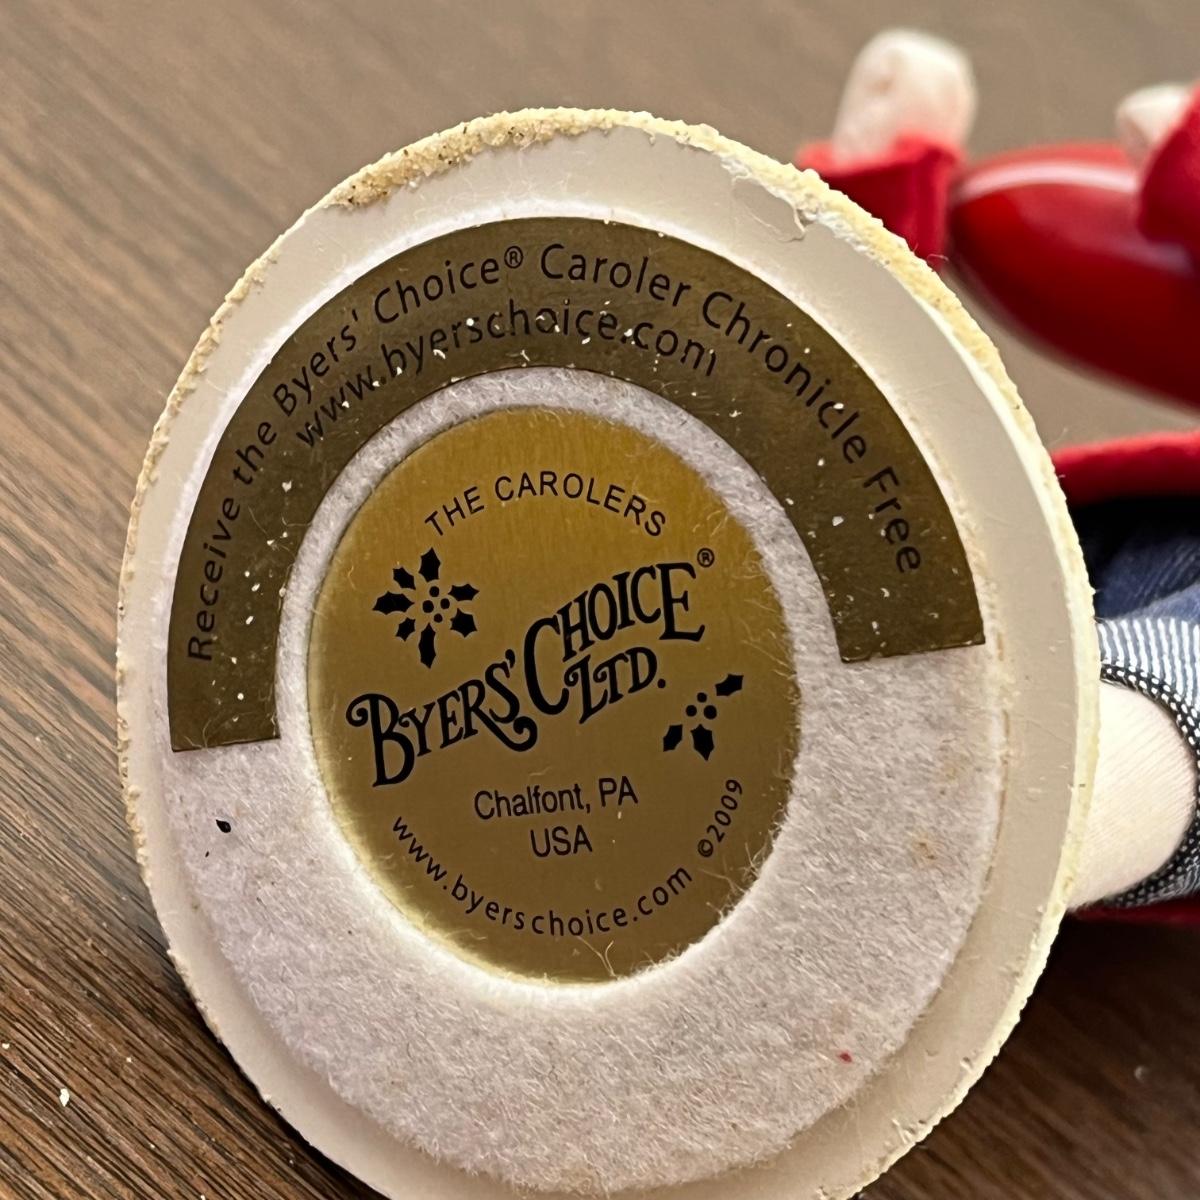 Receive the Byers' Choice® Caroler Chronicle Free
www.byerschoice.com
THE CAROLERS
BYERS' CHOICE®
LTD.
Chalfont, PA
USA
www.byerschoice.com ©2009